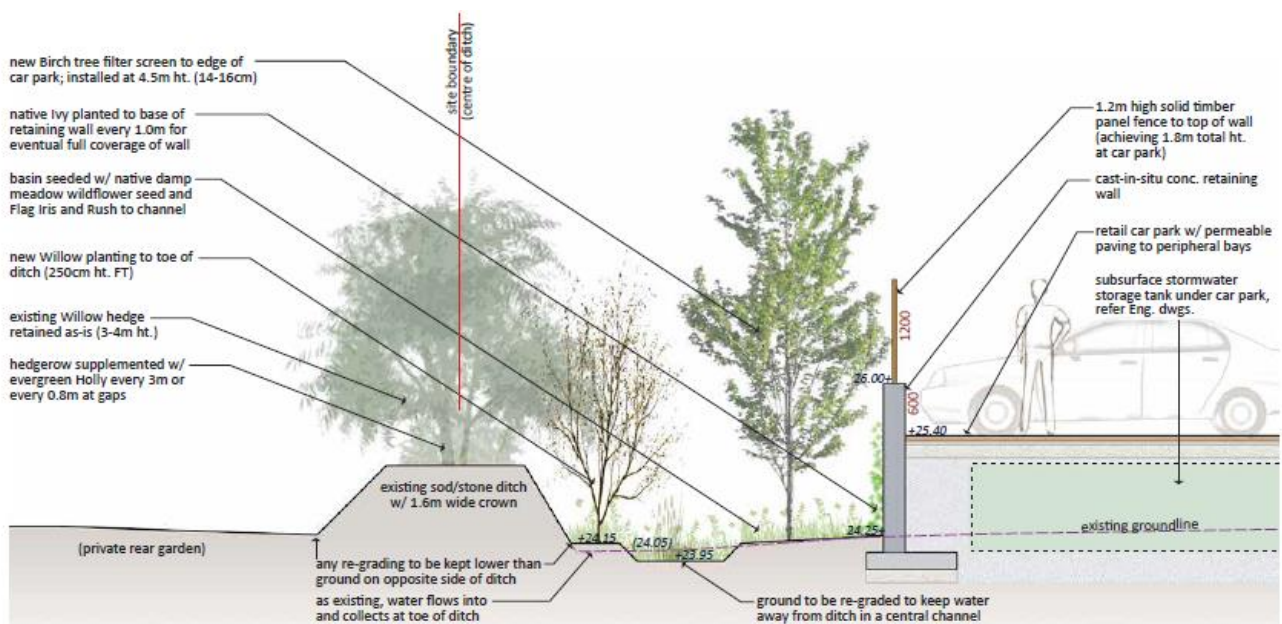 new Birch tree filter screen to edge of
car park; installed at 4.5m ht. (14-16cm)
native Ivy planted to base of
retaining wall every 1.0m for
eventual full coverage of wall
basin seeded w/ native damp
meadow wildflower seed and
Flag Iris and Rush to channel
new Willow planting to toe of
ditch (250cm ht. FT)
existing Willow hedge
retained as-is (3-4m ht.)
hedgerow supplemented w/
evergreen Holly every 3m or
every 0.8m at gaps
site boundary
(centre of ditch)
1.2m high solid timber
panel fence to top of wall
(achieving 1.8m total ht.
at car park)
cast-in-situ conc. retaining
wall
retail car park w/ permeable
paving to peripheral bays
subsurface stormwater
storage tank under car park,
refer Eng. dwgs.
1200
26.00+
600
+25.40
existing sod/stone ditch
w/ 1.6m wide crown
+24.15
(24.05)
+23.95
24.25+
existing groundline
(private rear garden)
any re-grading to be kept lower than
ground on opposite side of ditch
as existing, water flows into
and collects at toe of ditch
ground to be re-graded to keep water
away from ditch in a central channel